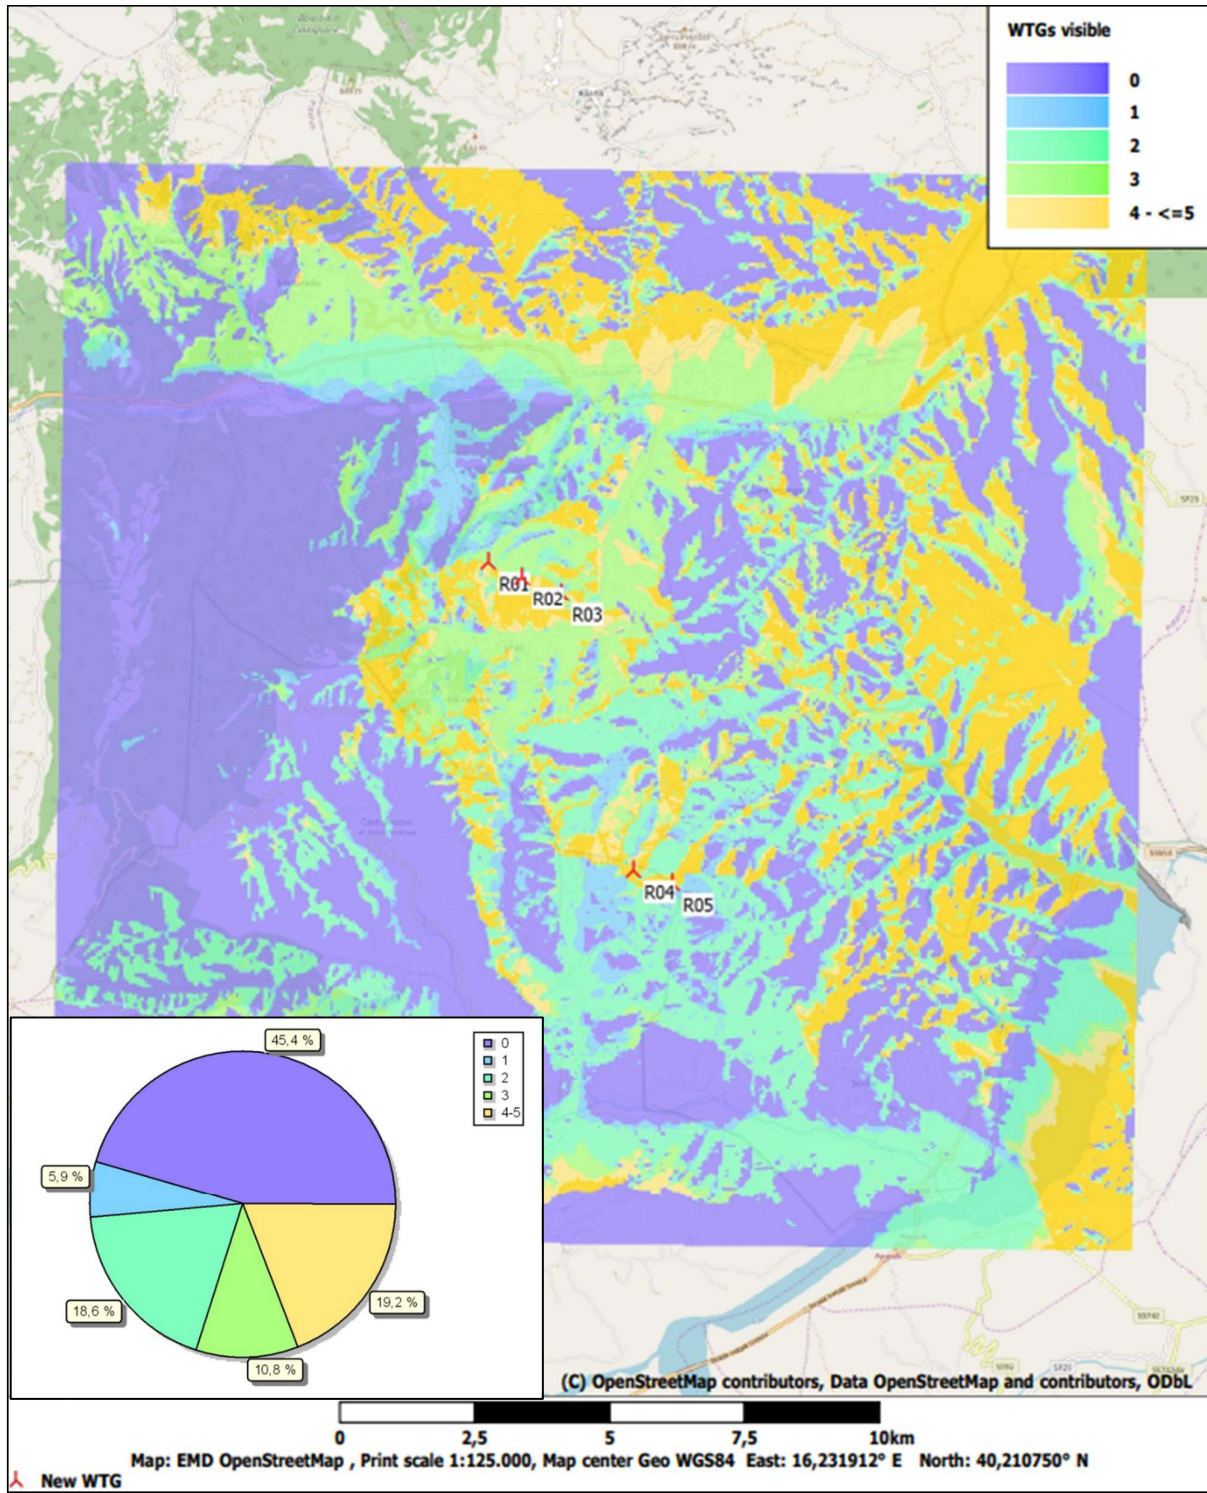 WTGs visible
0
1
2
3
4 - <=5
SP23
R01
R02
R03
R04
R05
45,4 %
5,9 %
18,6 %
10,8 %
19,2 %
0
1
2
3
4-5
(C) OpenStreetMap contributors, Data OpenStreetMap and contributors, ODbL
0
2,5
5
7,5
10km
Map: EMD OpenStreetMap , Print scale 1:125.000, Map center Geo WGS84 East: 16,231912° E North: 40,210750° N
New WTG